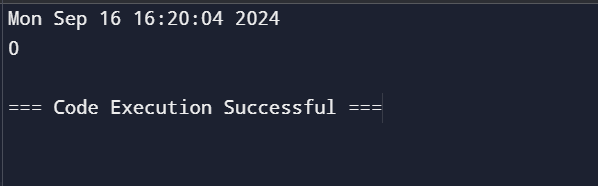 Mon Sep 16 16:20:04 2024
0

=== Code Execution Successful ===